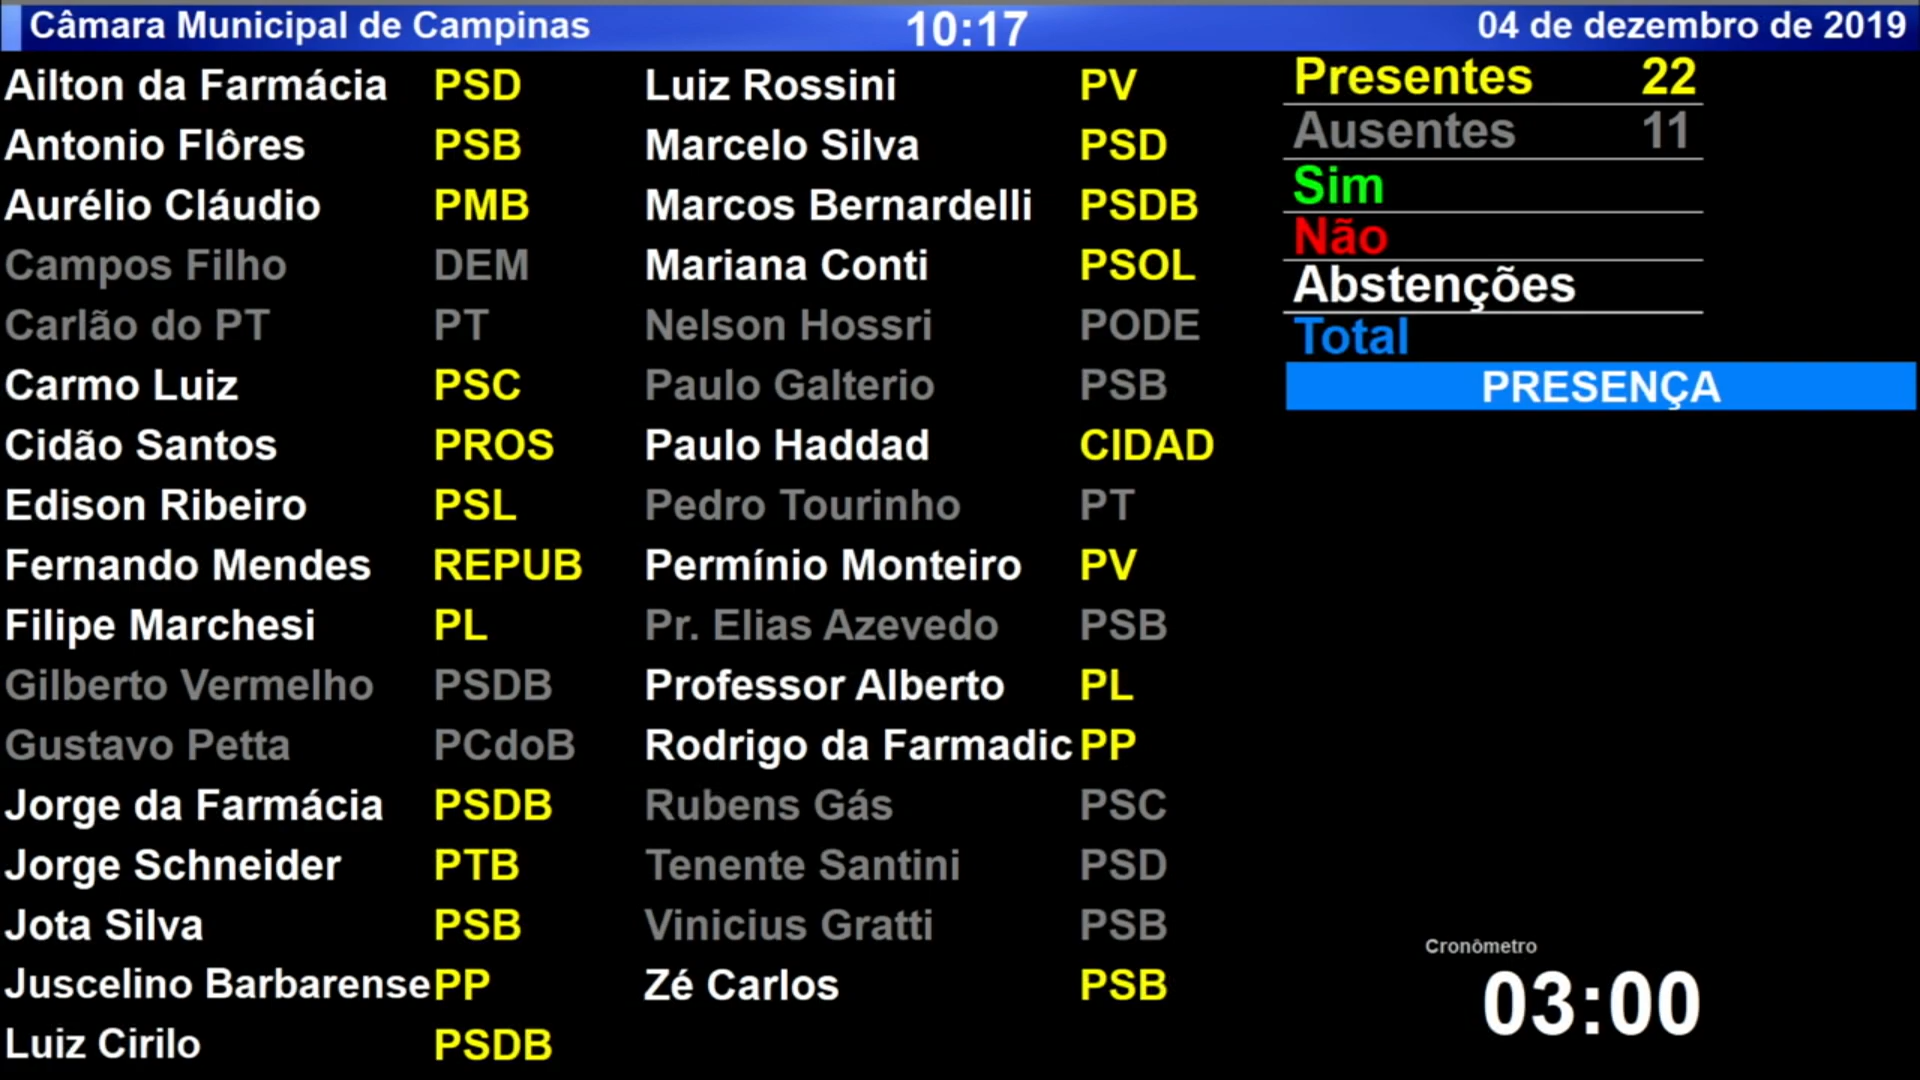 Câmara Municipal de Campinas 10:17 04 de dezembro de 2019
Ailton da Farmácia PSD
Antonio Flôres PSB
Aurélio Cláudio PMB
Campos Filho DEM
Carlão do PT PT
Carmo Luiz PSC
Cidão Santos PROS
Edison Ribeiro PSL
Fernando Mendes REPUB
Filipe Marchesi PL
Gilberto Vermelho PSDB
Gustavo Petta PCdoB
Jorge da Farmácia PSDB
Jorge Schneider PTB
Jota Silva PSB
Juscelino Barbarense PP
Luiz Cirilo PSDB
Luiz Rossini PV
Marcelo Silva PSD
Marcos Bernardelli PSDB
Mariana Conti PSOL
Nelson Hossri PODE
Paulo Galterio PSB
Paulo Haddad CIDAD
Pedro Tourinho PT
Permínio Monteiro PV
Pr. Elias Azevedo PSB
Professor Alberto PL
Rodrigo da Farmadic PP
Rubens Gás PSC
Tenente Santini PSD
Vinicius Gratti PSB
Zé Carlos PSB
Presentes 22
Ausentes 11
Sim
Não
Abstenções
Total
PRESENÇA
Cronômetro
03:00